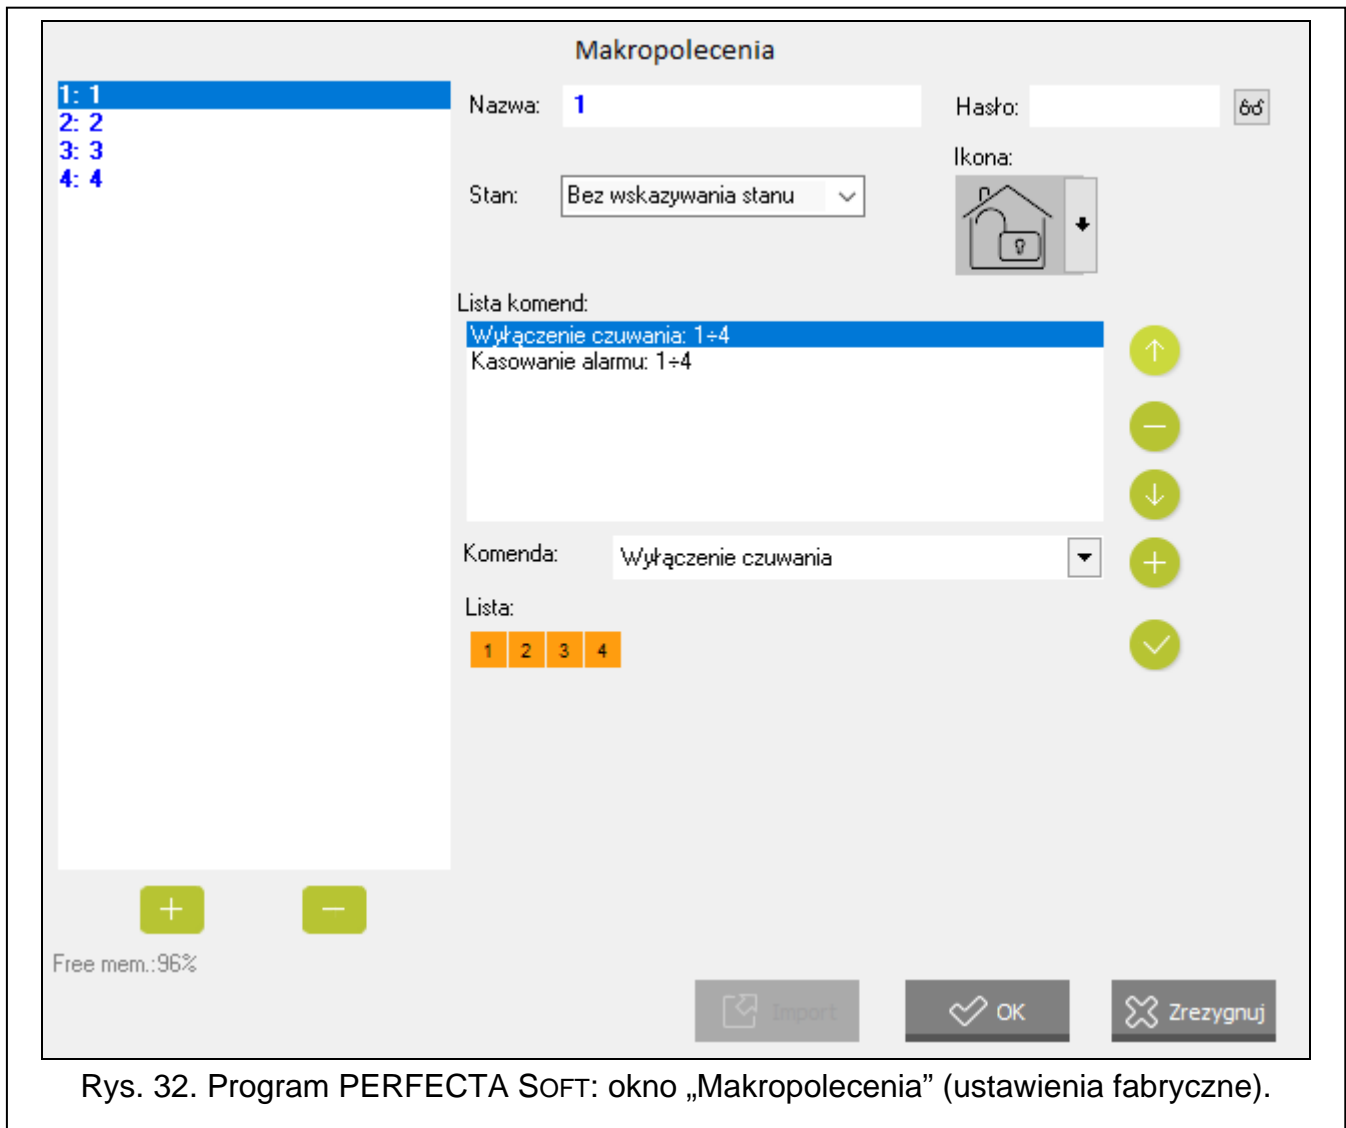 Makropolecenia
1: 1
2: 2
3: 3
4: 4
Nazwa: 1
Hasło:
Ikona:
Stan: Bez wskazywania stanu
Lista komend:
Wyłączenie czuwania: 1÷4
Kasowanie alarmu: 1÷4
Komenda: Wyłączenie czuwania
Lista:
1 2 3 4
Free mem.:96%
Import OK Zrezygnuj
Rys. 32. Program PERFECTA SOFT: okno „Makropolecenia” (ustawienia fabryczne).